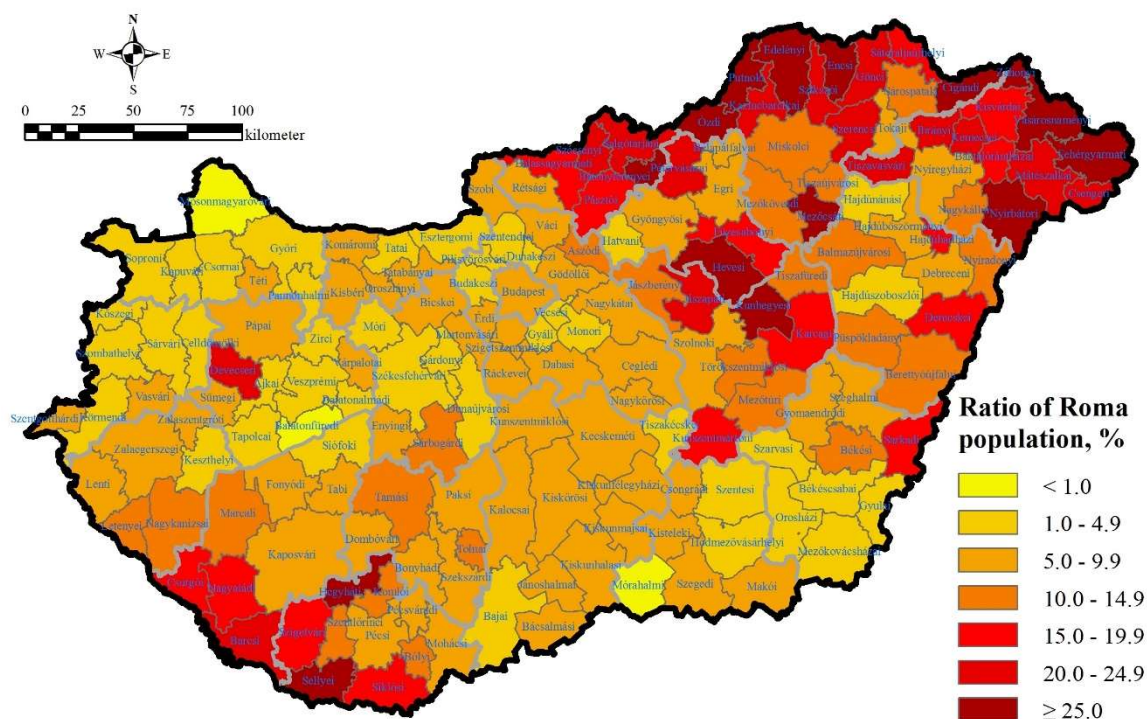 N
W E
S
0 20 40 60 80 100
kilometer
Edelényi
Encsi
Sátoraljaújhelyi
Putnoki
Gönci
Záhonyi
Szikszói
Sárospataki
Cigándi
Kazincbarcikai
Kisvárdai
Ózdi
Szerencsi
Tokaji
Ibrányi
Vásárosnaményi
Salgótarjáni
Miskolci
Kemecsei
Balassagyarmati
Bélapátfalvai
Tiszavasvári
Baktalórántházai
Fehérgyarmati
Bátonyterenyei
Pétervásárai
Nyíregyházi
Mátészalkai
Szobi
Rétsági
Pásztói
Egri
Tiszaújvárosi
Hajdúnánási
Csengeri
Mezőkövesdi
Mezőcsáti
Nagykállói
Nyírbátori
Mosonmagyaróvári
Váci
Gyöngyösi
Hajdúböszörményi
Esztergomi
Szentendrei
Hatvani
Füzesabonyi
Hajdúhadházi
Győri
Komáromi
Tatai
Aszódi
Balmazújvárosi
Soproni
Pilisvörösvári
Dunakeszi
Hevesi
Nyíradonyi
Kapuvári
Csornai
Tatabányai
Gödöllői
Jászberényi
Tiszafüredi
Debreceni
Téti
Kisbéri
Oroszlányi
Budakeszi
Budapest
Pannonhalmi
Bicskei
Nagykátai
Jászapáti
Hajdúszoboszlói
Kőszegi
Pápai
Móri
Érdi
Vecsési
Kunhegyesi
Derecskei
Sárvári
Celldömölki
Zirci
Martonvásári
Gyáli
Monori
Karcagi
Püspökladányi
Szombathelyi
Gárdonyi
Szigetszentmiklósi
Szolnoki
Devecseri
Várpalotai
Székesfehérvári
Dabasi
Ceglédi
Törökszentmiklósi
Berettyóújfalui
Vasvári
Ajkai
Veszprémi
Ráckevei
Sümegi
Balatonalmádi
Nagykőrösi
Mezőtúri
Szeghalmi
Szentgotthárdi
Körmendi
Zalaszentgróti
Balatonfüredi
Enyingi
Dunaújvárosi
Kunszentmiklósi
Tiszakécskei
Gyomaendrődi
Zalaegerszegi
Tapolcai
Siófoki
Sárbogárdi
Kunszentmártoni
Keszthelyi
Kecskeméti
Szarvasi
Békési
Sarkadi
Lenti
Fonyódi
Tabi
Tamási
Paksi
Kiskunfélegyházi
Csongrádi
Szentesi
Békéscsabai
Letenyei
Nagykanizsai
Marcali
Kalocsai
Kiskőrösi
Gyulai
Kaposvári
Dombóvári
Kiskunmajsai
Kisteleki
Orosházi
Tolnai
Hódmezővásárhelyi
Mezőkovácsházai
Csurgói
Nagyatádi
Hegyháti
Bonyhádi
Szekszárdi
Jánoshalmai
Kiskunhalasi
Mórahalmi
Szegedi
Makói
Komlói
Pécsváradi
Barcsi
Szigetvári
Szentlőrinci
Pécsi
Mohácsi
Bajai
Bácsalmási
Bólyi
Sellyei
Siklósi
Ratio of Roma
population, %
< 1.0
1.0 - 4.9
5.0 - 9.9
10.0 - 14.9
15.0 - 19.9
20.0 - 24.9
> 25.0